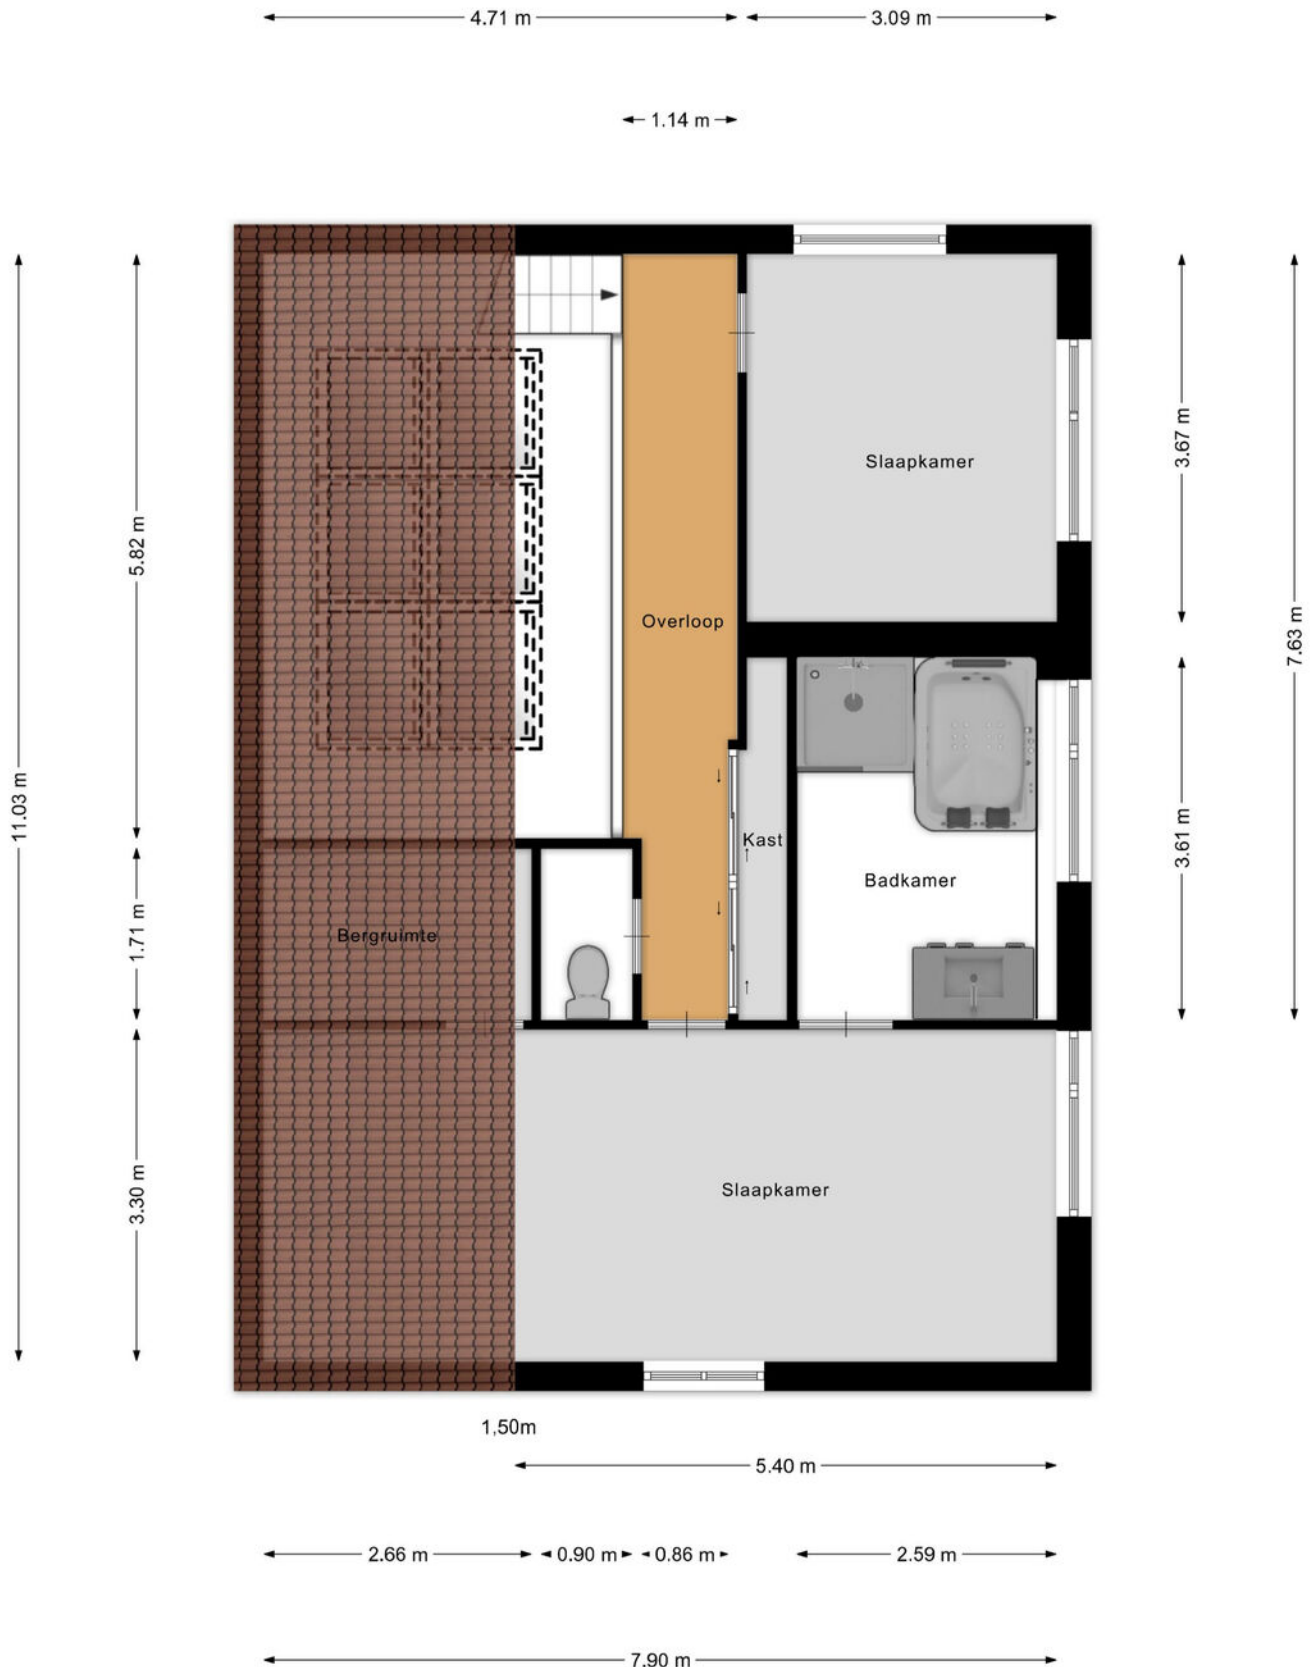 4.71 m
3.09 m
1.14 m
Slaapkamer
3.67 m
5.82 m
Overloop
7.63 m
11.03 m
Kast
3.61 m
Badkamer
Bergruimte
1.71 m
Slaapkamer
3.30 m
1,50m
5.40 m
2.66 m
0.90 m
0.86 m
2.59 m
7.90 m